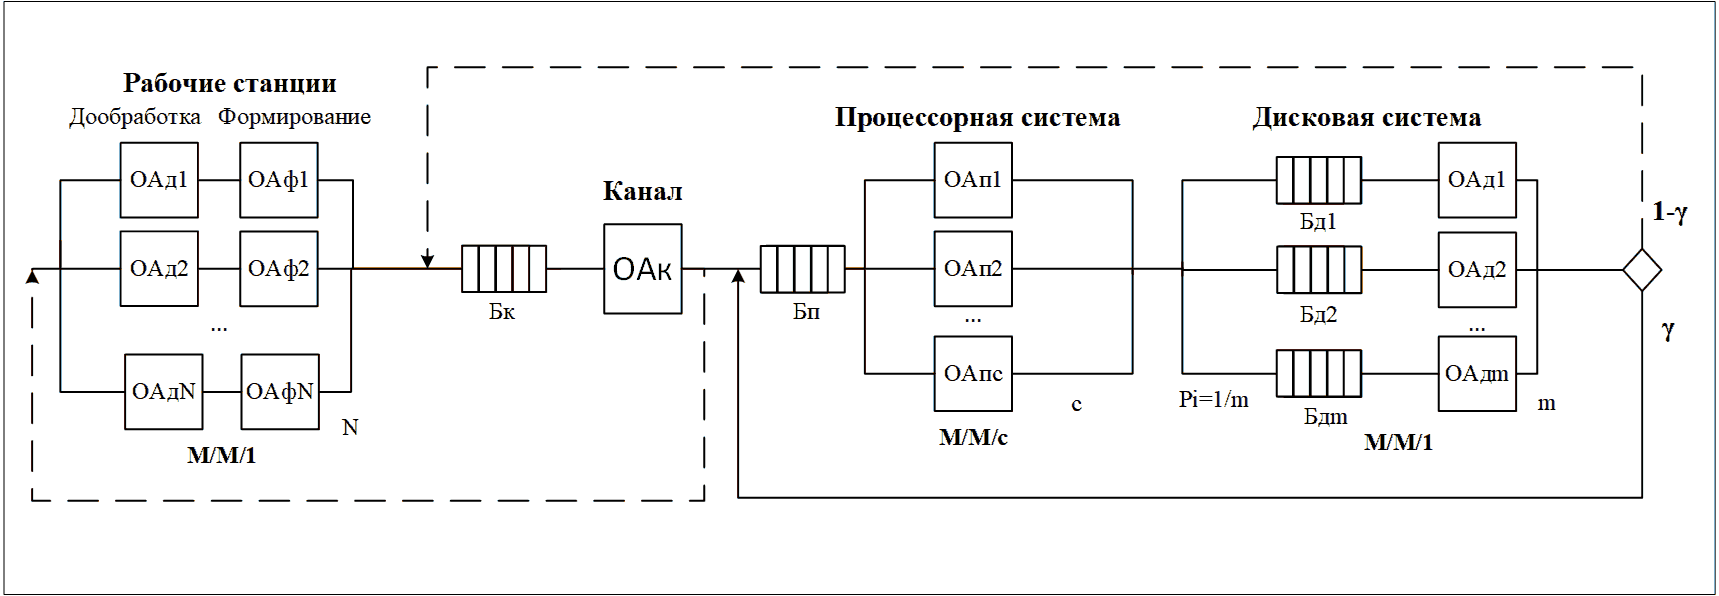 Рабочие станции
Дообработка Формирование
ОАд1 ОАф1
ОАд2 ОАф2
...
ОАдN ОАфN
N
М/М/1
Канал
Бк
ОАк
Процессорная система
Бп
ОАп1
ОАп2
...
ОАпс
с
М/М/с
Дисковая система
Бд1
ОАд1
Бд2
ОАд2
...
Pi=1/m
Бдm
ОАдm
m
М/М/1
1-γ
γ